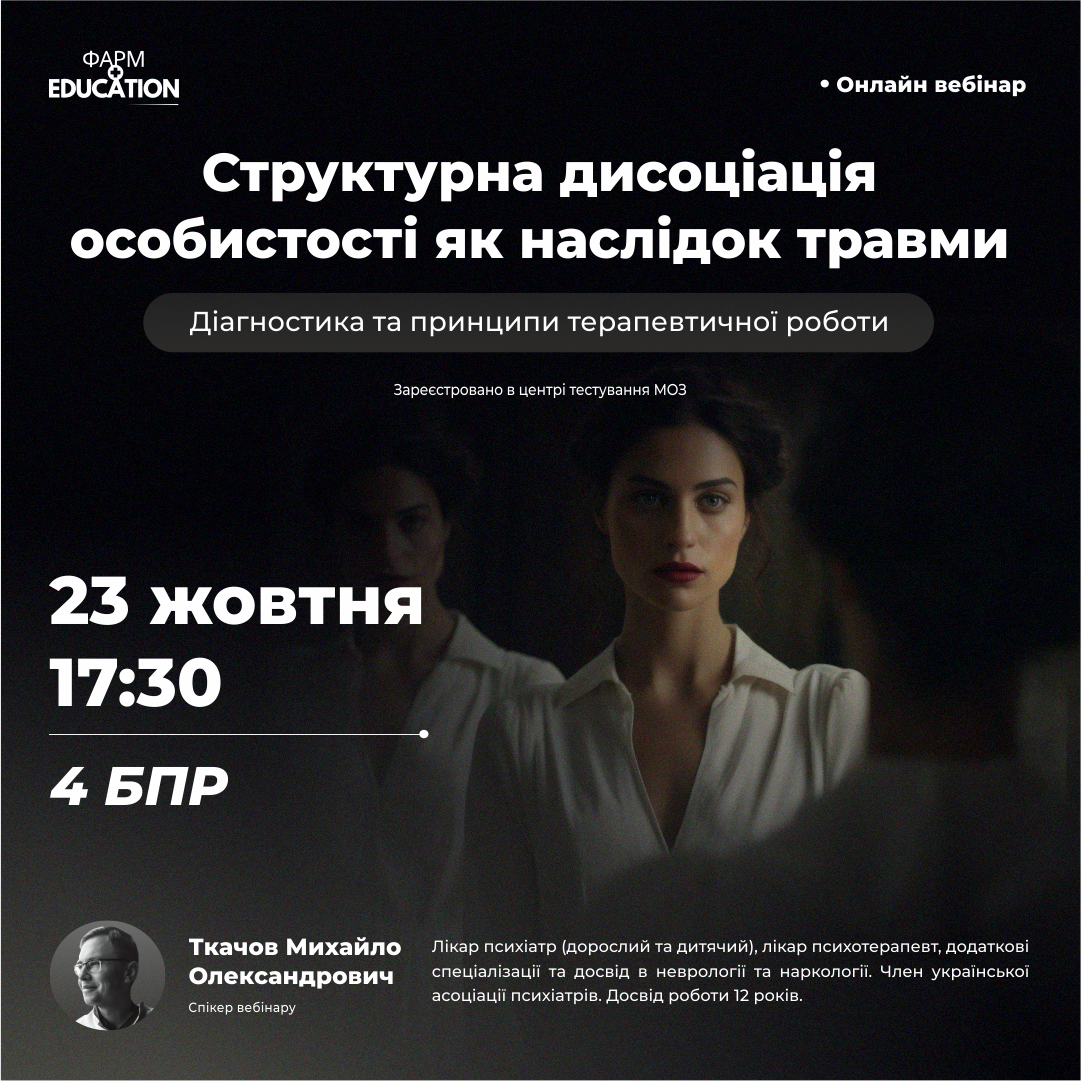 ФАРМ
EDUCATION
• Онлайн вебінар
Структурна дисоціація
особистості як наслідок травми
Діагностика та принципи терапевтичної роботи
Зареєстровано в центрі тестування МОЗ
23 жовтня
17:30
4 БПР
Ткачов Михайло
Олександрович
Спікер вебінару
Лікар психіатр (дорослий та дитячий), лікар психотерапевт, додаткові
спеціалізації та досвід в неврології та наркології. Член української
асоціації психіатрів. Досвід роботи 12 років.